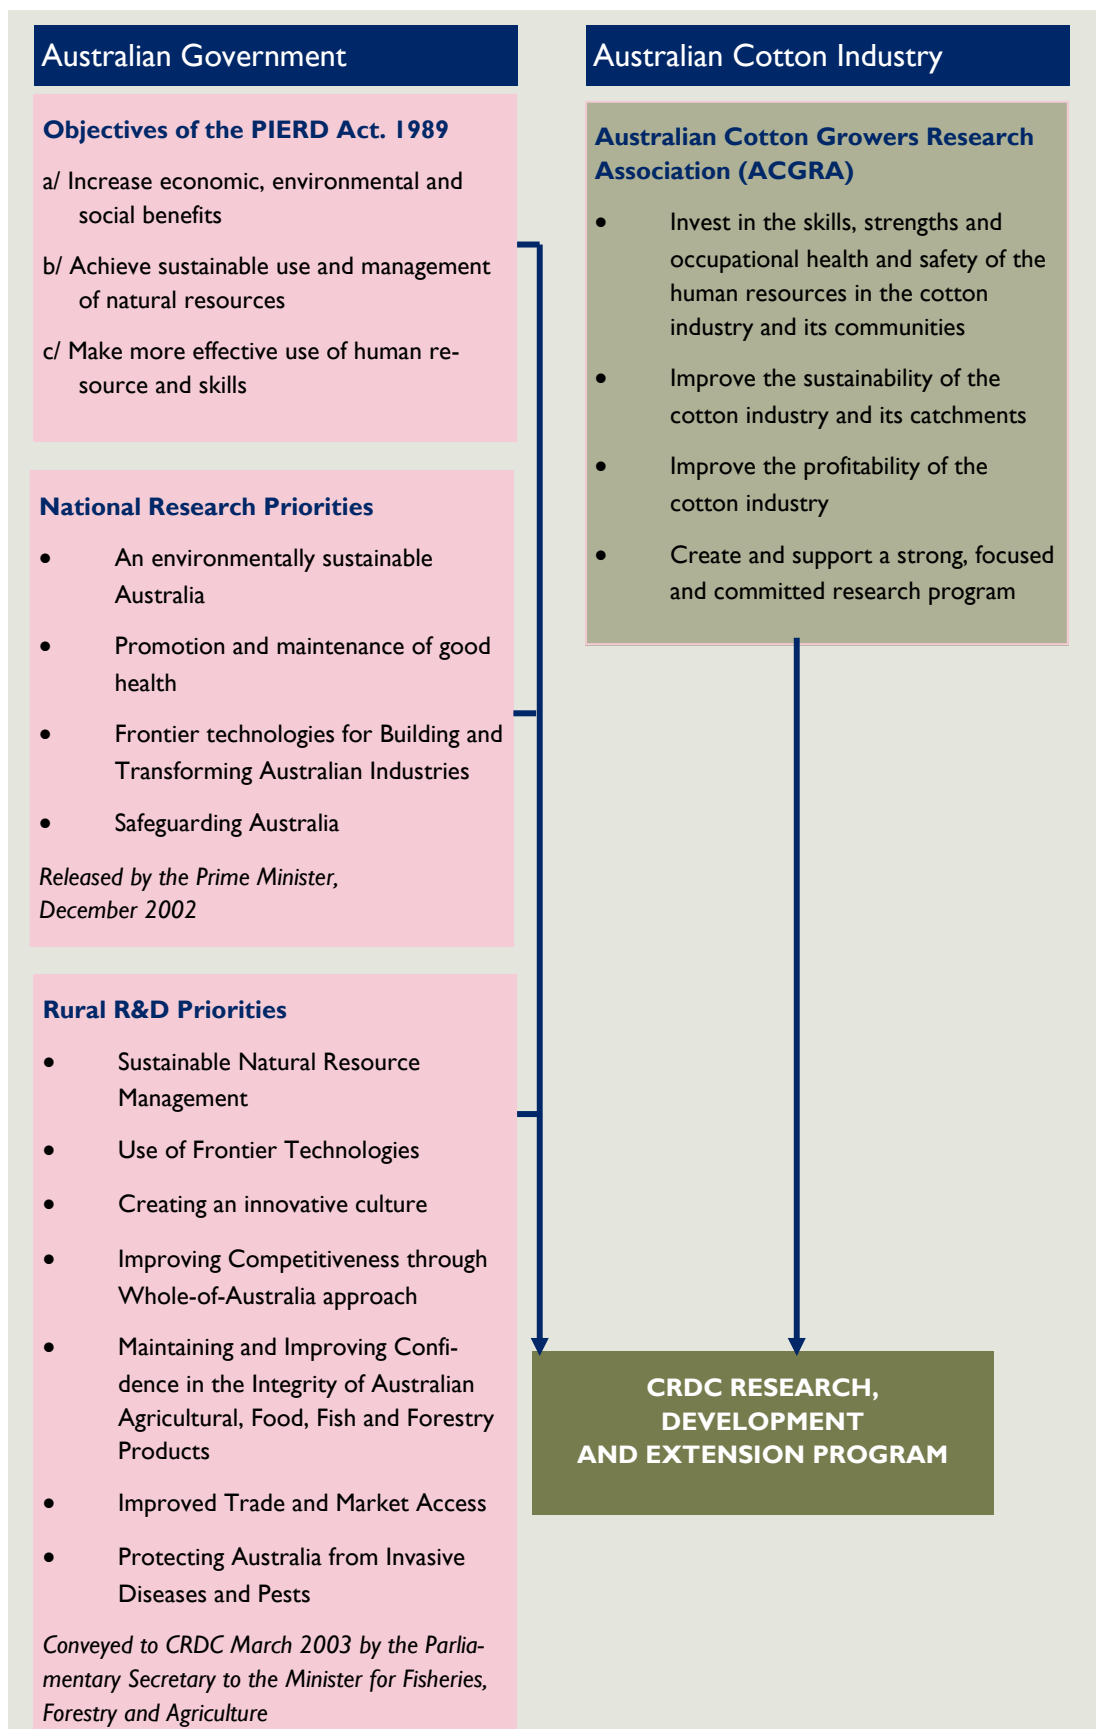 Australian Government
Objectives of the PIERD Act. 1989
a/ Increase economic, environmental and
social benefits
b/ Achieve sustainable use and management
of natural resources
c/ Make more effective use of human re-
source and skills
National Research Priorities
• An environmentally sustainable
Australia
• Promotion and maintenance of good
health
• Frontier technologies for Building and
Transforming Australian Industries
• Safeguarding Australia
Released by the Prime Minister,
December 2002
Rural R&D Priorities
• Sustainable Natural Resource
Management
• Use of Frontier Technologies
• Creating an innovative culture
• Improving Competitiveness through
Whole-of-Australia approach
• Maintaining and Improving Confi-
dence in the Integrity of Australian
Agricultural, Food, Fish and Forestry
Products
• Improved Trade and Market Access
• Protecting Australia from Invasive
Diseases and Pests
Conveyed to CRDC March 2003 by the Parlia-
mentary Secretary to the Minister for Fisheries,
Forestry and Agriculture
Australian Cotton Industry
Australian Cotton Growers Research
Association (ACGRA)
• Invest in the skills, strengths and
occupational health and safety of the
human resources in the cotton
industry and its communities
• Improve the sustainability of the
cotton industry and its catchments
• Improve the profitability of the
cotton industry
• Create and support a strong, focused
and committed research program
CRDC RESEARCH,
DEVELOPMENT
AND EXTENSION PROGRAM